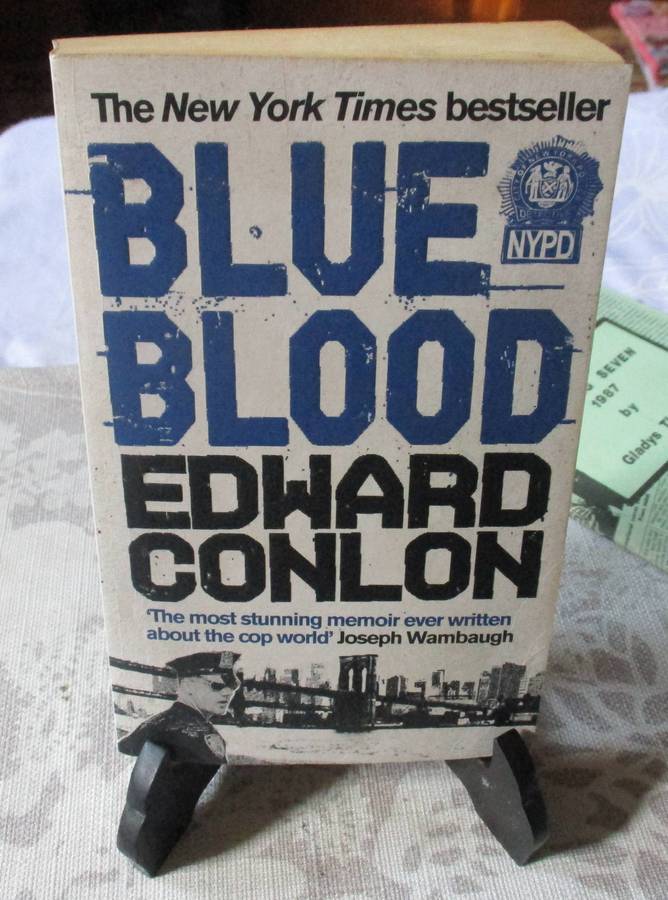 The New York Times bestseller
BLUE
NYPD
BLOOD
EDWARD
CONLON
‘The most stunning memoir ever written
about the cop world’ Joseph Wambaugh
SEVEN
1987
by
Gladys